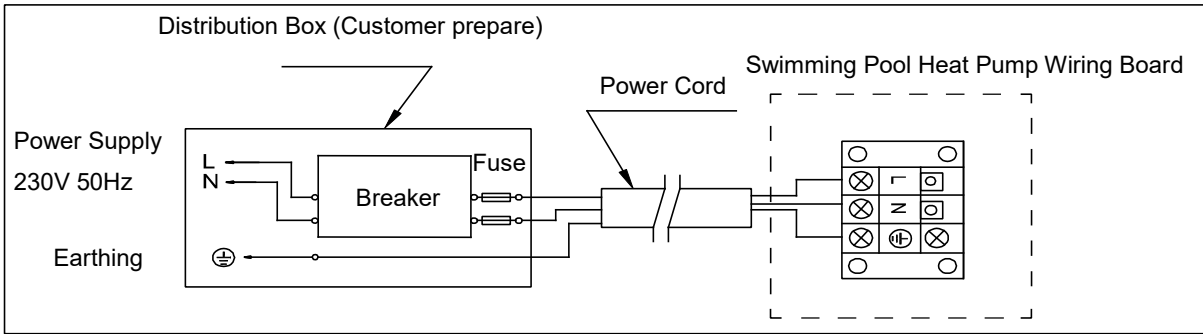 Distribution Box (Customer prepare)
Swimming Pool Heat Pump Wiring Board
Power Cord
Power Supply
230V 50Hz
L
N
Fuse
Breaker
Earthing
L
N